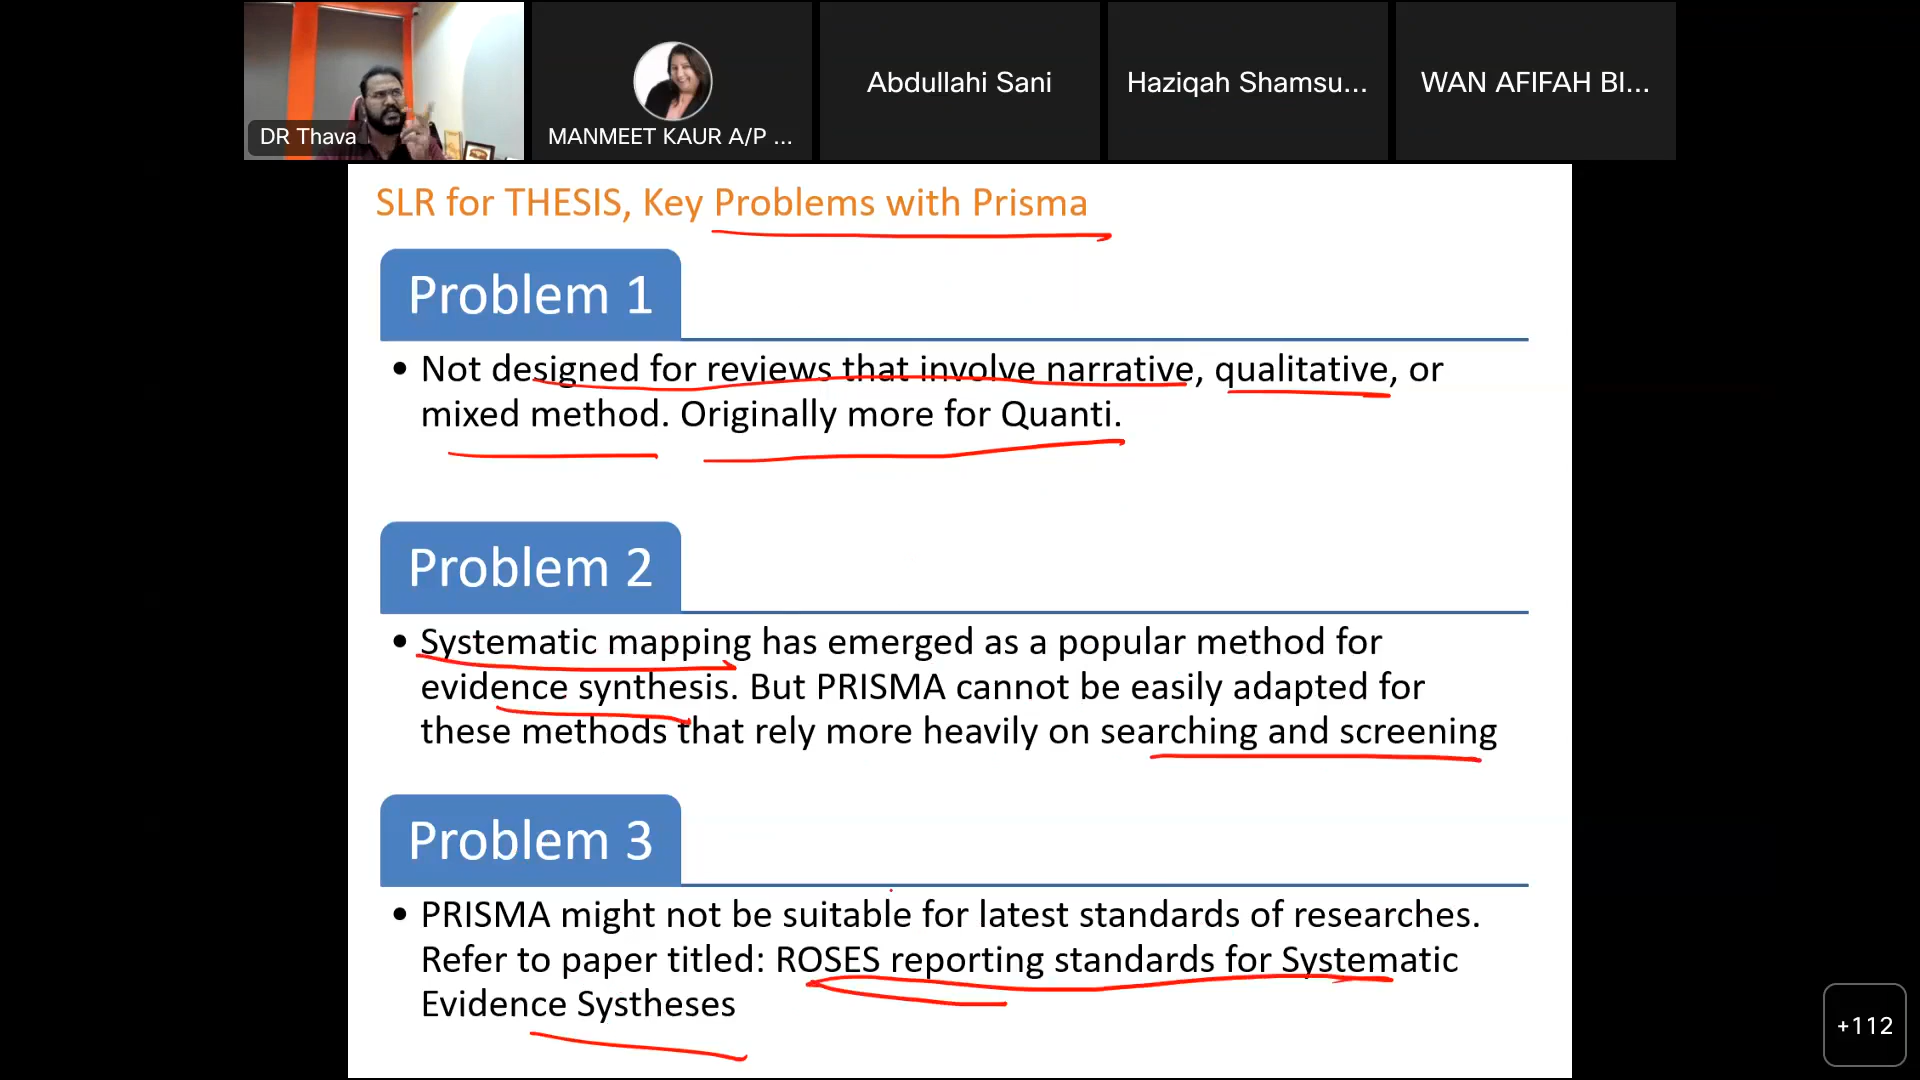 DR Thava
MANMEET KAUR A/P ...
Abdullahi Sani
Haziqah Shamsu...
WAN AFIFAH BI...
SLR for THESIS, Key Problems with Prisma
Problem 1
• Not designed for reviews that involve narrative, qualitative, or
mixed method. Originally more for Quanti.
Problem 2
• Systematic mapping has emerged as a popular method for
evidence synthesis. But PRISMA cannot be easily adapted for
these methods that rely more heavily on searching and screening
Problem 3
• PRISMA might not be suitable for latest standards of researches.
Refer to paper titled: ROSES reporting standards for Systematic
Evidence Systheses
+112